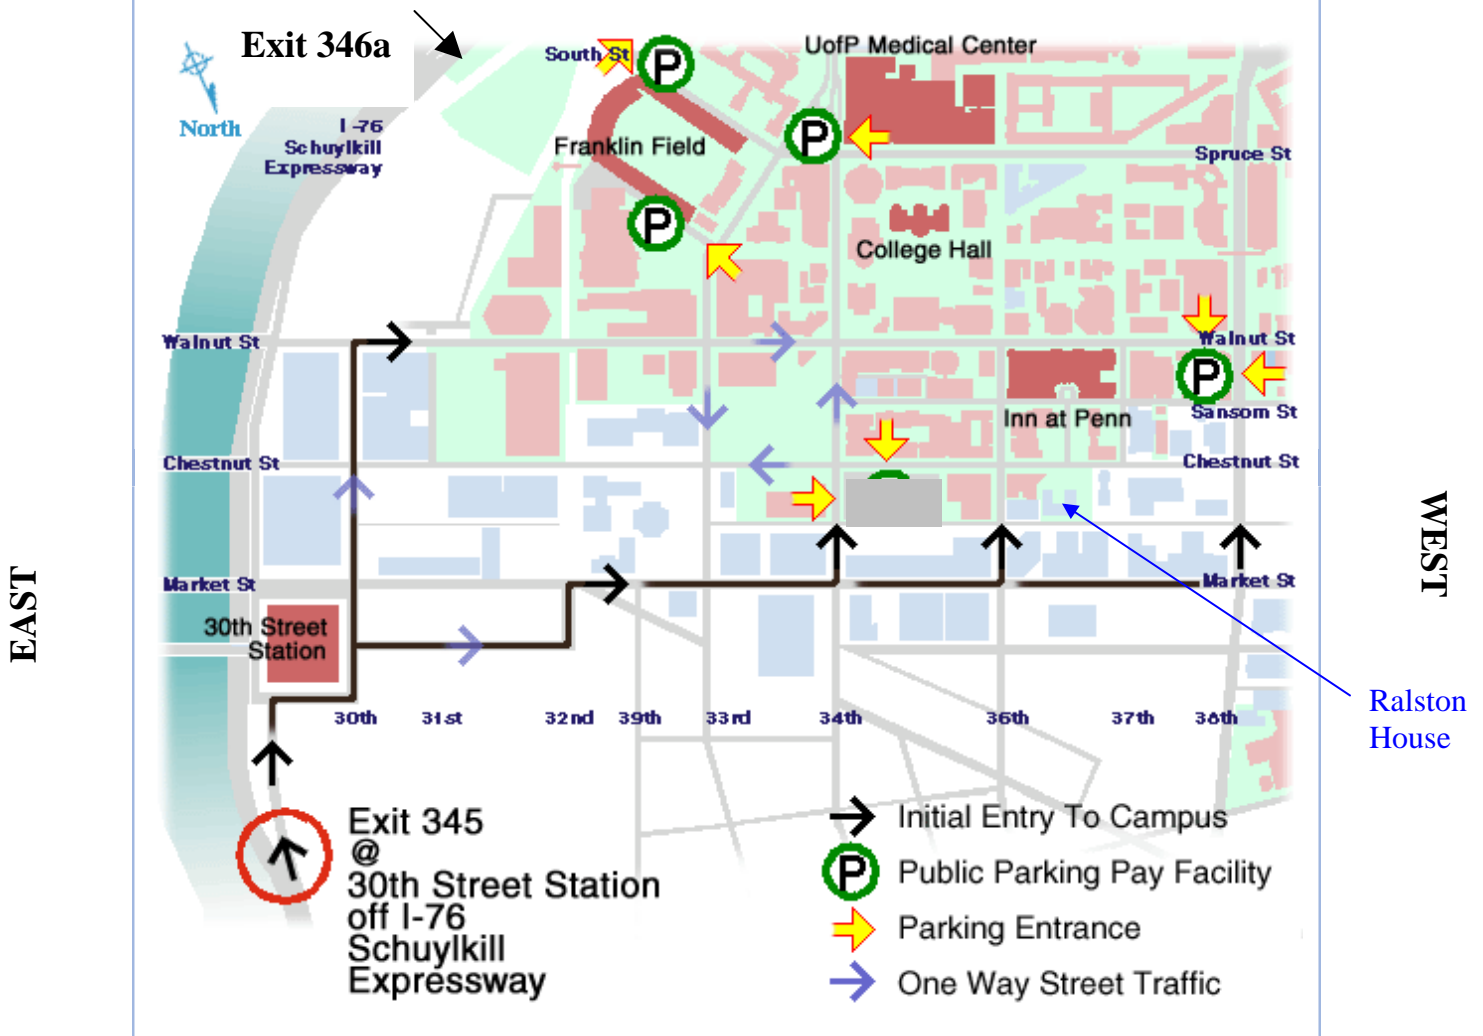 Exit 346a
North
I-76
Schuylkill
Expressway
South St
P
UofP Medical Center
P
Franklin Field
Spruce St
P
College Hall
Walnut St
Walnut St
P
Sansom St
Inn at Penn
Chestnut St
Chestnut St
WEST
EAST
Market St
Market St
30th Street
Station
Ralston
House
30th
31st
32nd
39th
33rd
34th
36th
37th
38th
Exit 345
@
30th Street Station
off I-76
Schuylkill
Expressway
Initial Entry To Campus
P
Public Parking Pay Facility
Parking Entrance
One Way Street Traffic